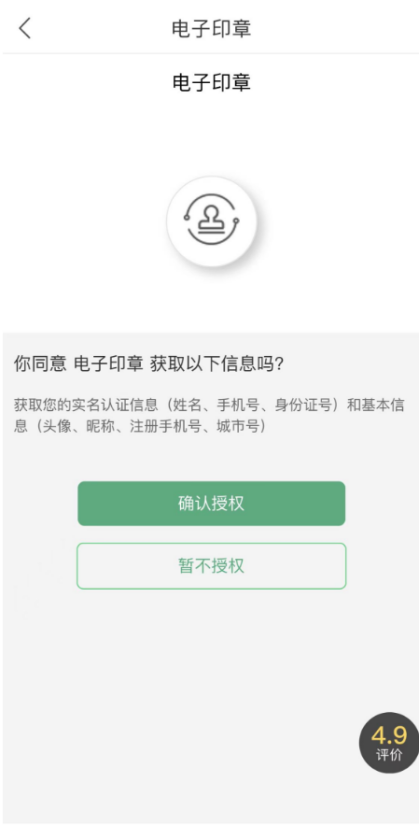 电子印章
电子印章
你同意 电子印章 获取以下信息吗?
获取您的实名认证信息（姓名、手机号、身份证号）和基本信
息（头像、昵称、注册手机号、城市号）
确认授权
暂不授权
4.9
评价